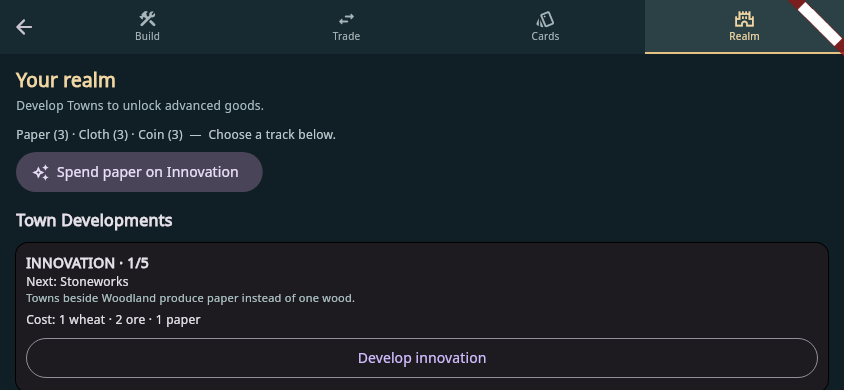 Build
Trade
Cards
Realm
Your realm
Develop Towns to unlock advanced goods.
Paper (3) · Cloth (3) · Coin (3) — Choose a track below.
Spend paper on Innovation
Town Developments
INNOVATION · 1/5
Next: Stoneworks
Towns beside Woodland produce paper instead of one wood.
Cost: 1 wheat · 2 ore · 1 paper
Develop innovation